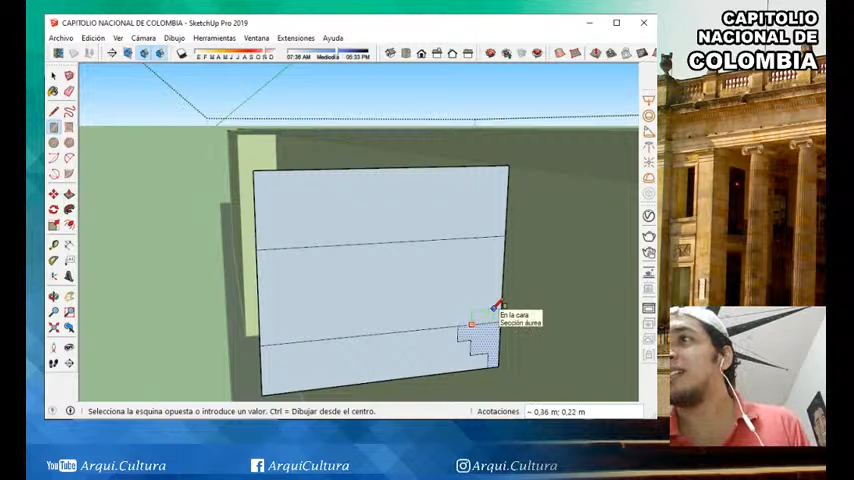 CAPITOLIO NACIONAL DE COLOMBIA - SketchUp Pro 2019
Archivo Edición Ver Cámara Dibujo Herramientas Ventana Extensiones Ayuda
E F M A M J J A S O N D 07:36 AM Mediodía 05:33 PM
En la cara
Sección áurea
Selecciona la esquina opuesta o introduce un valor. Ctrl = Dibujar desde el centro.
Acotaciones ~ 0,36 m; 0,22 m
CAPITOLIO
NACIONAL DE
COLOMBIA
YouTube Arqui.Cultura
ArquiCultura
Arqui.Cultura